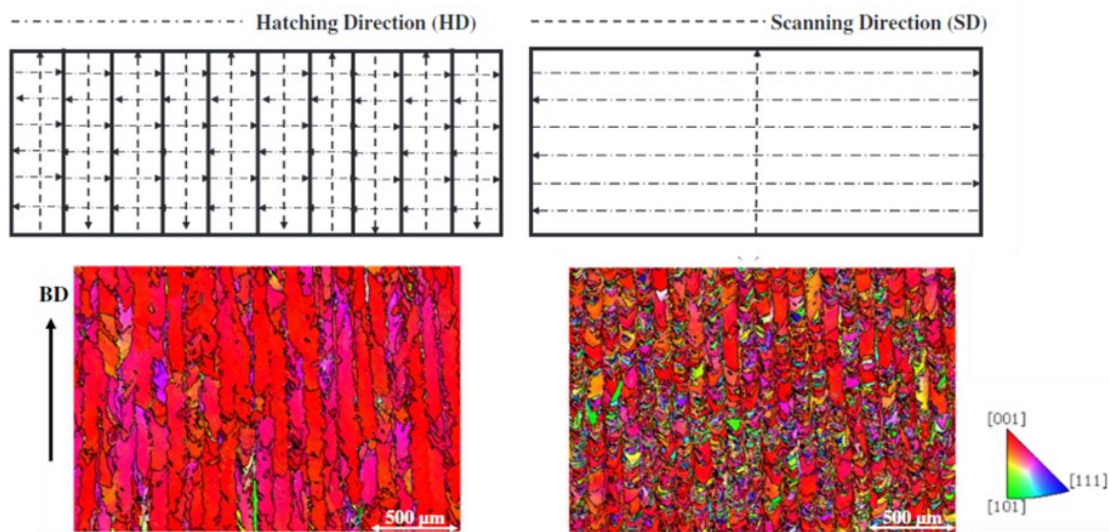 Hatching Direction (HD)
Scanning Direction (SD)
BD
500 µm
500 µm
[001]
[111]
[101]